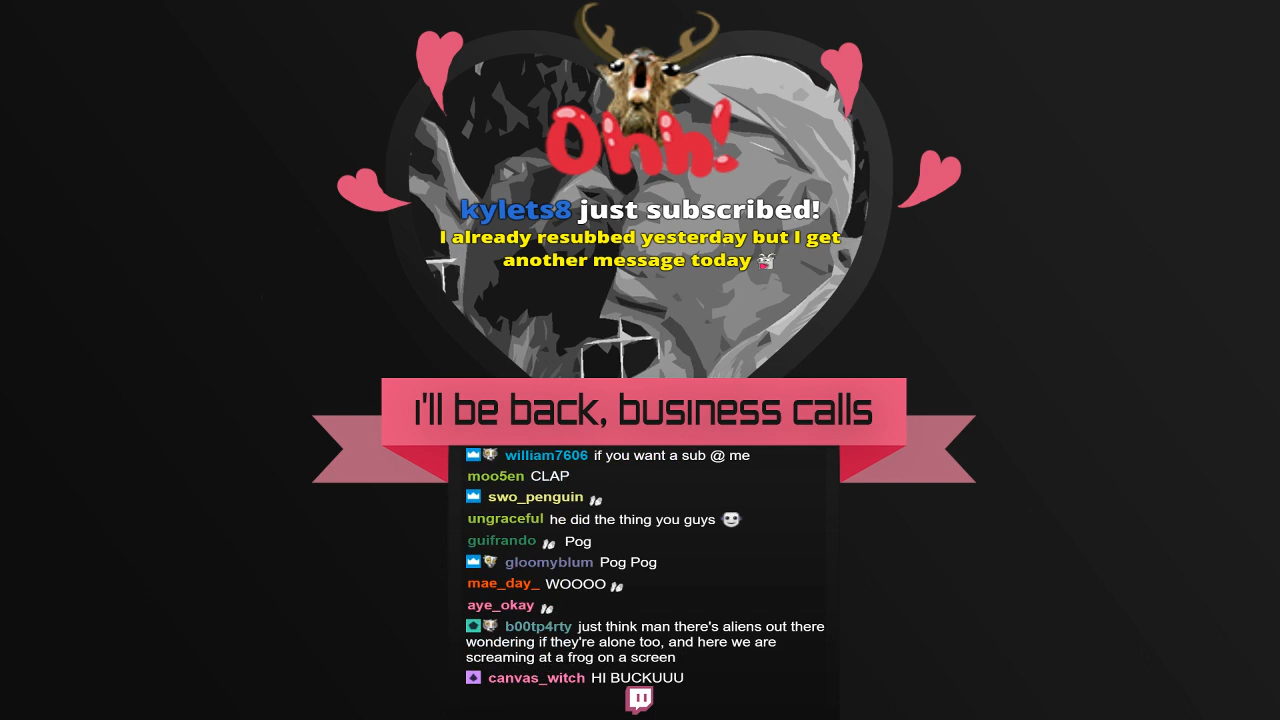 Ohh!
kylets8 just subscribed!
I already resubbed yesterday but I get
another message today
i'll be back, business calls
william7606 if you want a sub @ me
moo5en CLAP
swo_penguin
ungraceful he did the thing you guys
guifrando Pog
gloomyblum Pog Pog
mae_day_ WOOOO
aye_okay
b00tp4rty just think man there's aliens out there
wondering if they're alone too, and here we are
screaming at a frog on a screen
canvas_witch HI BUCKUUU